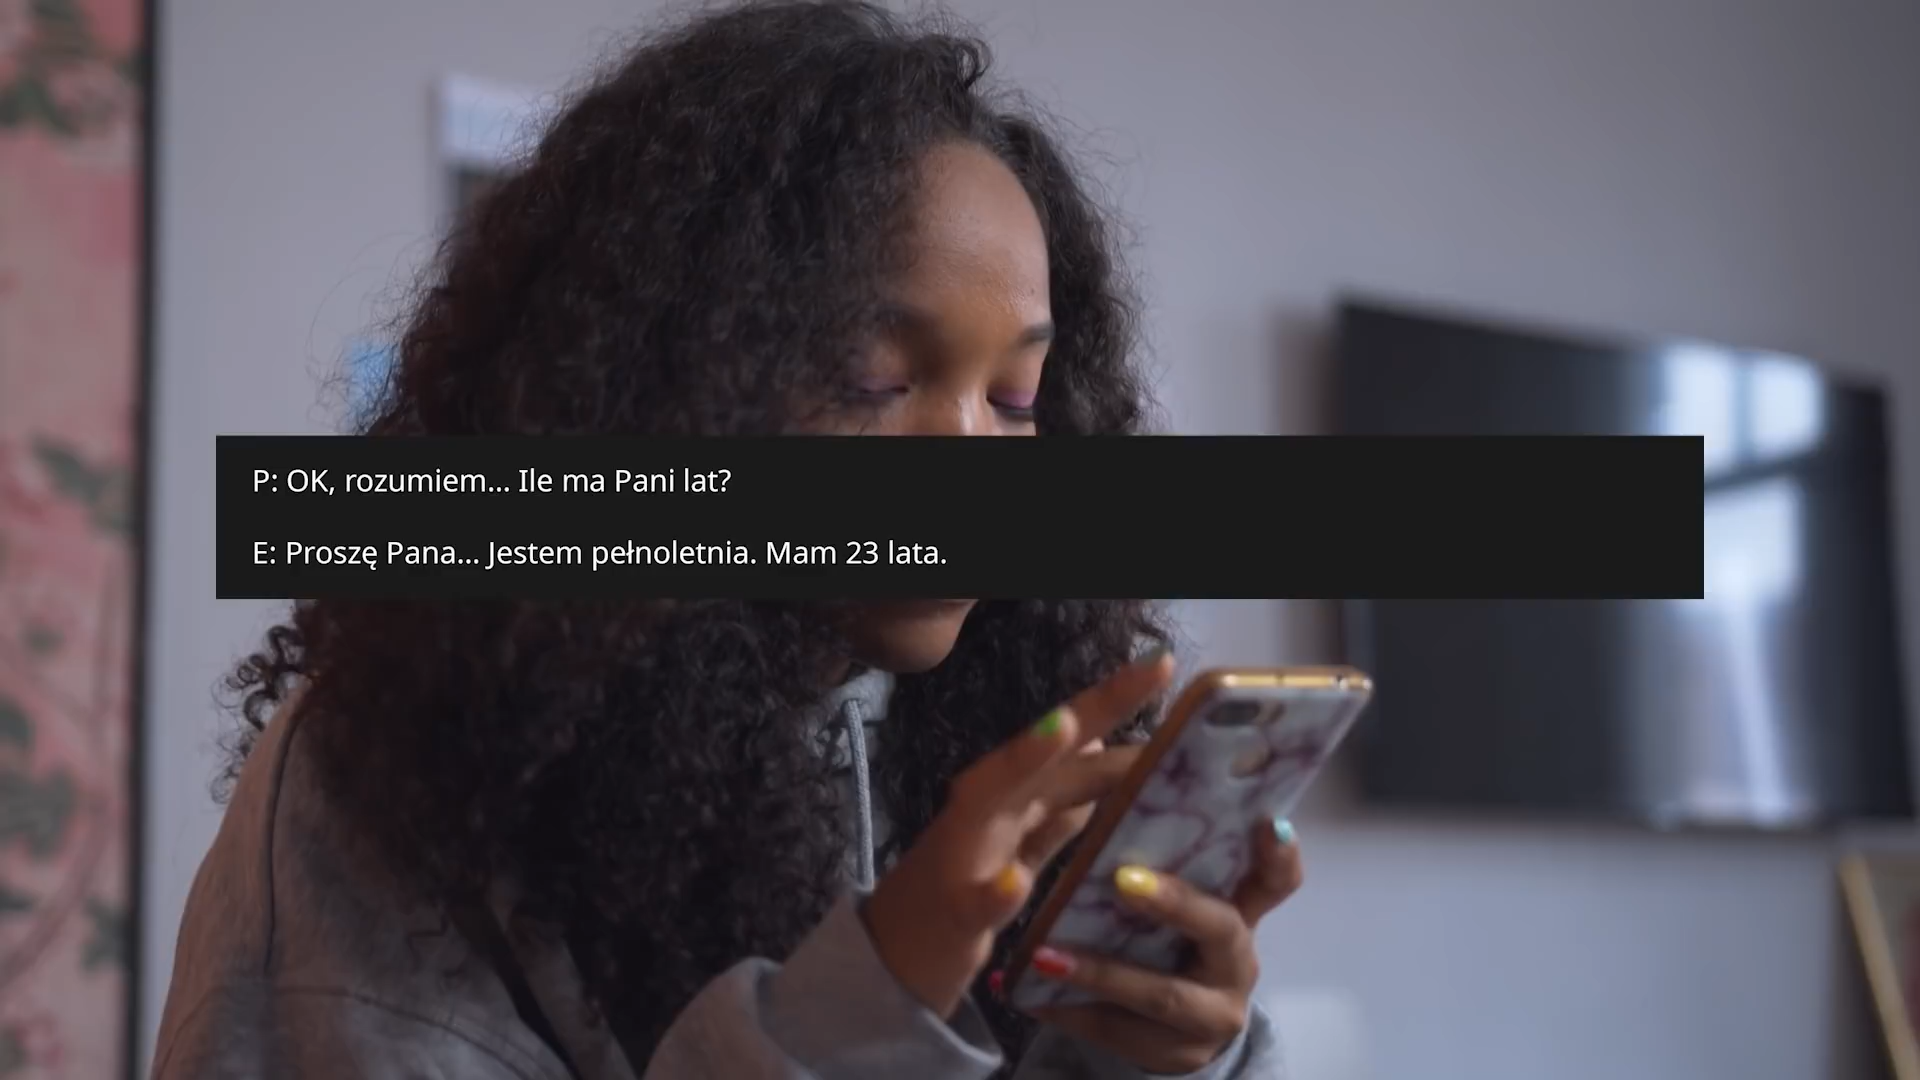 P: OK, rozumiem... Ile ma Pani lat?
E: Proszę Pana... Jestem pełnoletnia. Mam 23 lata.